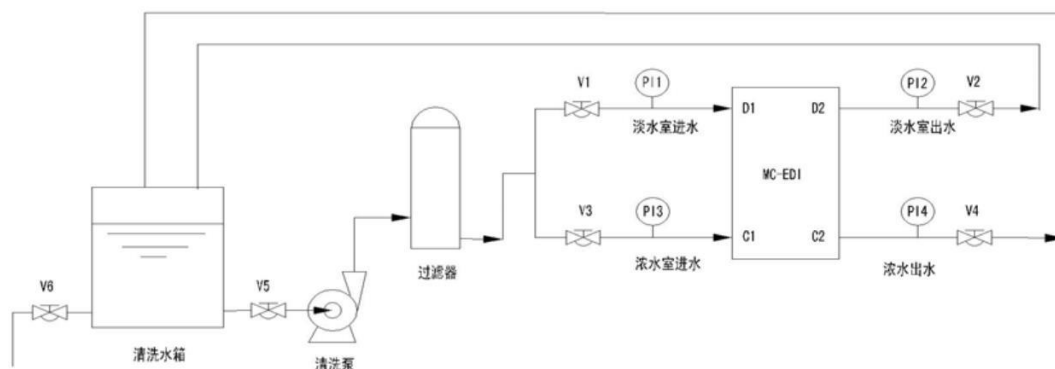 V1
PI1
PI2
V2
D1
D2
淡水室进水
淡水室出水
MC-EDI
V3
PI3
PI4
V4
C1
C2
过滤器
浓水室进水
浓水出水
V6
V5
清洗水箱
清洗泵